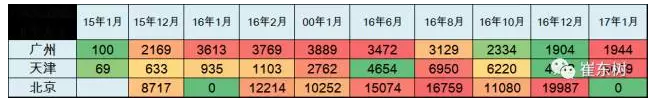 15年1月 15年12月 16年1月 16年2月 00年1月 16年6月 16年8月 16年10月 16年12月 17年1月
广州 100 2169 3613 3769 3889 3472 3129 2334 1904 1944
天津 69 633 935 1103 2762 4654 6950 6220
北京 8717 0 12214 10252 15074 16759 11080 19987 0
崔东树